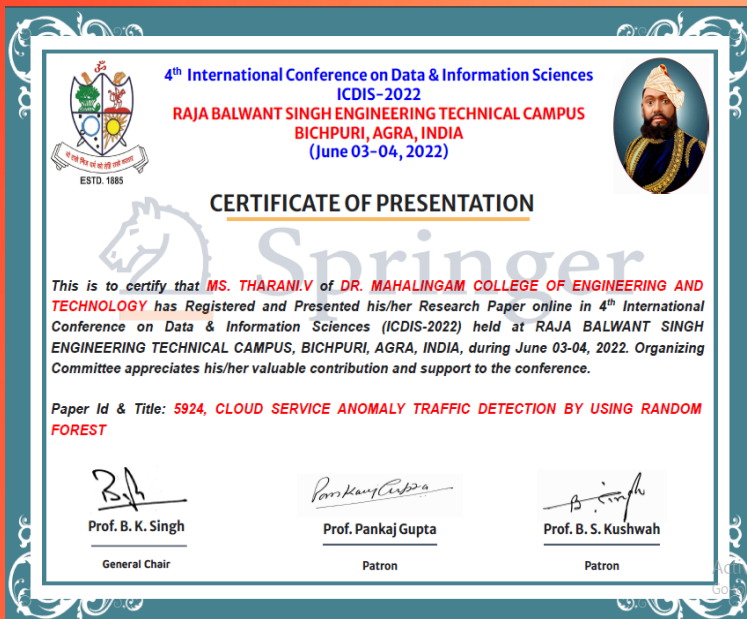 4th International Conference on Data & Information Sciences
ICDIS-2022
RAJA BALWANT SINGH ENGINEERING TECHNICAL CAMPUS
BICHPURI, AGRA, INDIA
(June 03-04, 2022)
ESTD. 1885
CERTIFICATE OF PRESENTATION
Springer
This is to certify that MS. THARANI.V of DR. MAHALINGAM COLLEGE OF ENGINEERING AND
TECHNOLOGY has Registered and Presented his/her Research Paper online in 4th International
Conference on Data & Information Sciences (ICDIS-2022) held at RAJA BALWANT SINGH
ENGINEERING TECHNICAL CAMPUS, BICHPURI, AGRA, INDIA, during June 03-04, 2022. Organizing
Committee appreciates his/her valuable contribution and support to the conference.
Paper Id & Title: 5924, CLOUD SERVICE ANOMALY TRAFFIC DETECTION BY USING RANDOM
FOREST
Prof. B. K. Singh
Prof. Pankaj Gupta
Prof. B. S. Kushwah
General Chair
Patron
Patron